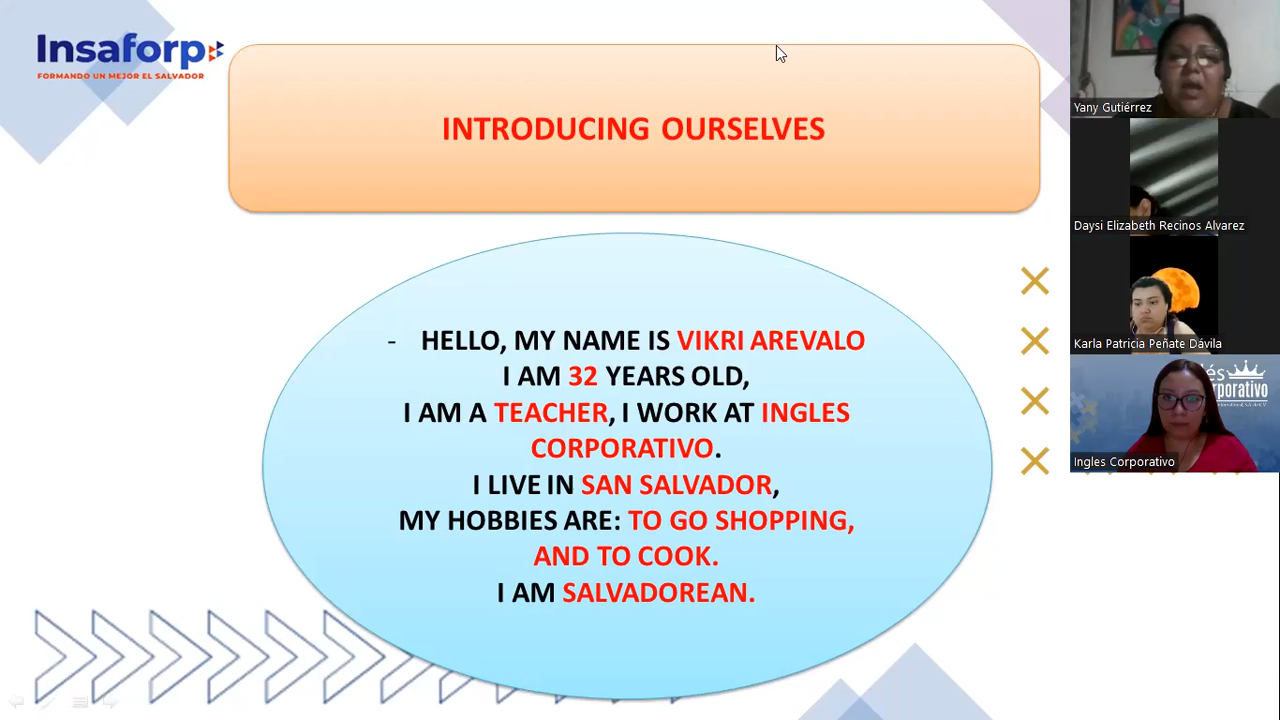 Insaforp
FORMANDO UN MEJOR EL SALVADOR
INTRODUCING OURSELVES
- HELLO, MY NAME IS VIKRI AREVALO
I AM 32 YEARS OLD,
I AM A TEACHER, I WORK AT INGLES
CORPORATIVO.
I LIVE IN SAN SALVADOR,
MY HOBBIES ARE: TO GO SHOPPING,
AND TO COOK.
I AM SALVADOREAN.
Yany Gutiérrez
Daysi Elizabeth Recinos Alvarez
Karla Patricia Peñate Dávila
Ingles Corporativo